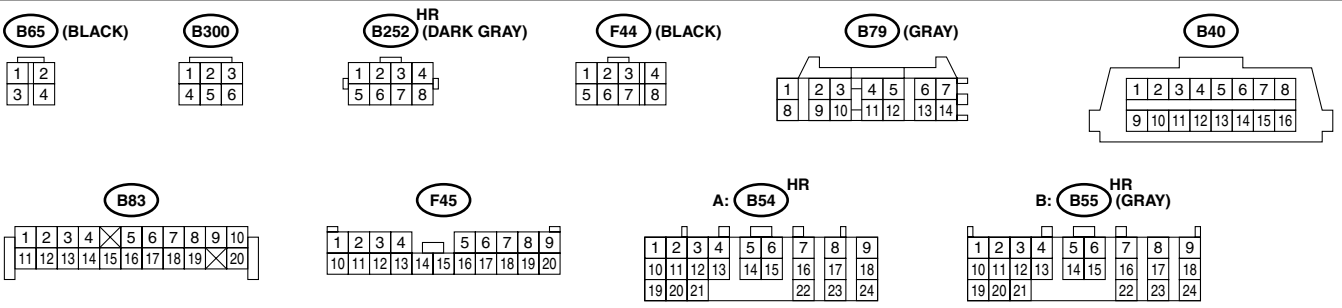 B65 (BLACK)
1 2
3 4
B300
1 2 3
4 5 6
HR
B252 (DARK GRAY)
1 2 3 4
5 6 7 8
F44 (BLACK)
1 2 3 4
5 6 7 8
B79 (GRAY)
1 2 3 4 5 6 7
8 9 10 11 12 13 14
B40
1 2 3 4 5 6 7 8
9 10 11 12 13 14 15 16
B83
1 2 3 4 5 6 7 8 9 10
11 12 13 14 15 16 17 18 19 20
F45
1 2 3 4 5 6 7 8 9
10 11 12 13 14 15 16 17 18 19 20
HR
A: B54
1 2 3 4 5 6 7 8 9
10 11 12 13 14 15 16 17 18
19 20 21 22 23 24
HR
B: B55 (GRAY)
1 2 3 4 5 6 7 8 9
10 11 12 13 14 15 16 17 18
19 20 21 22 23 24